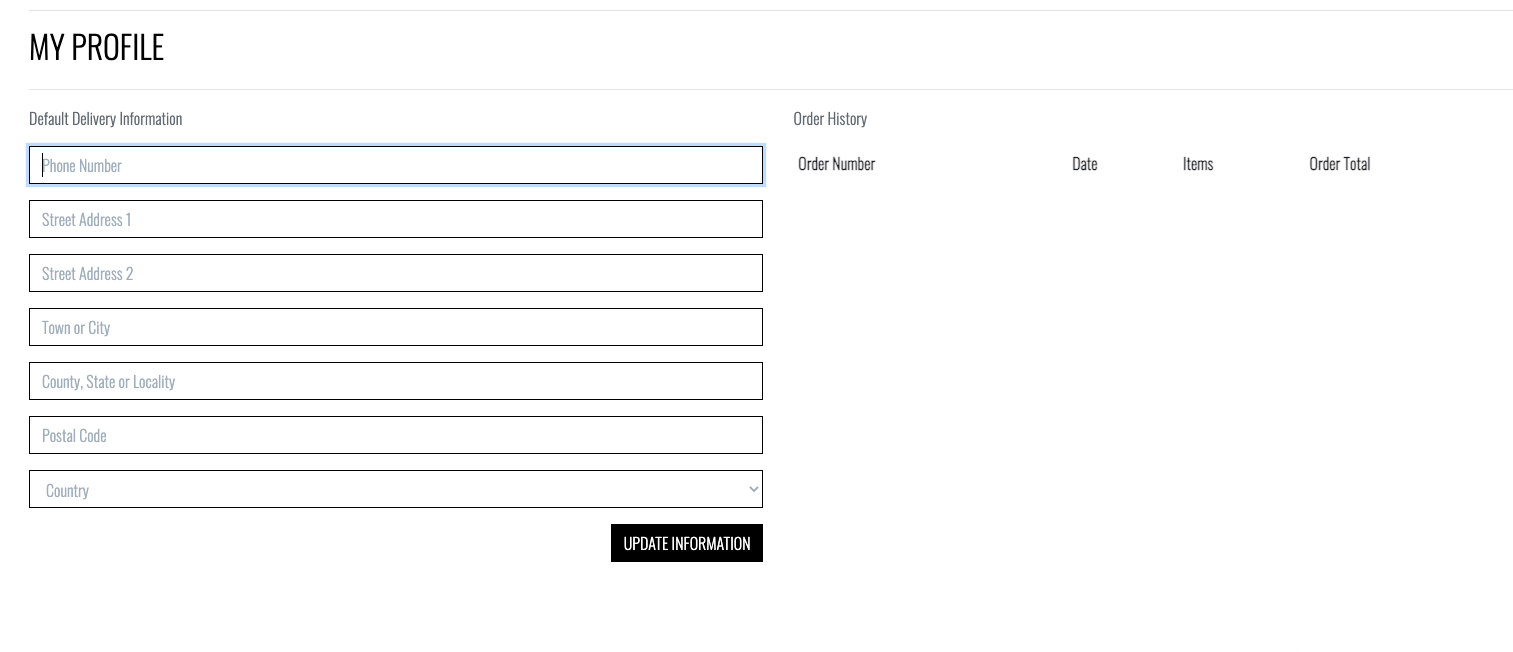 MY PROFILE
Default Delivery Information
Phone Number
Street Address 1
Street Address 2
Town or City
County, State or Locality
Postal Code
Country
UPDATE INFORMATION
Order History
Order Number Date Items Order Total